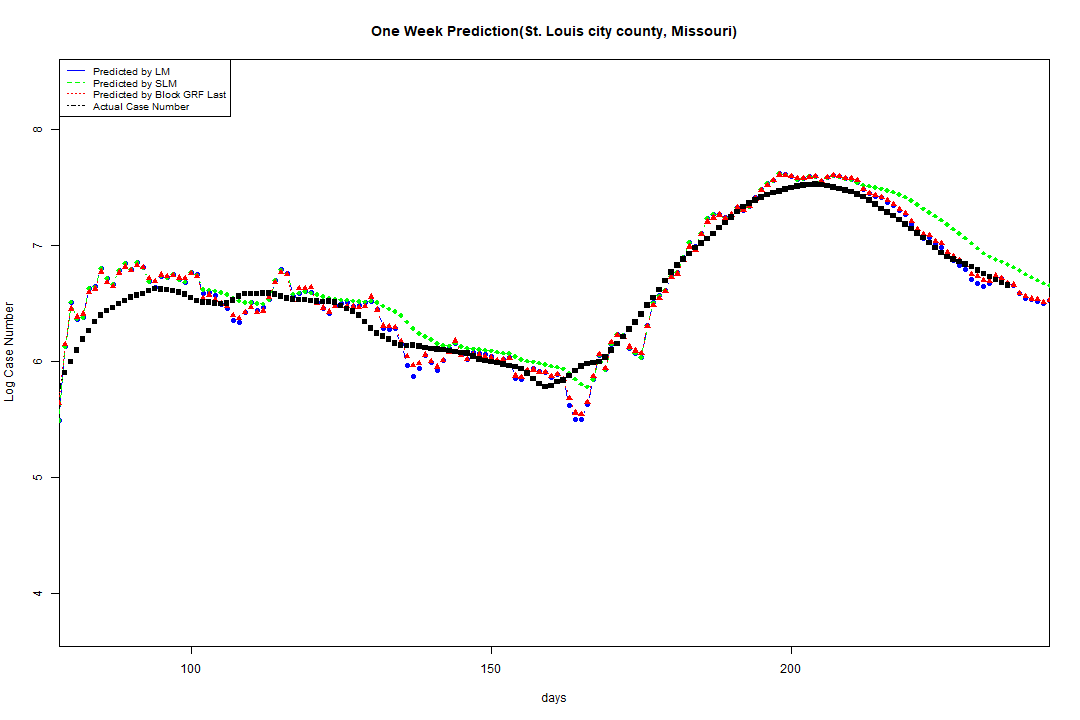 One Week Prediction(St. Louis city county, Missouri)
Predicted by LM
Predicted by SLM
Predicted by Block GRF Last
Actual Case Number
8
7
6
5
4
Log Case Number
100 150 200
days